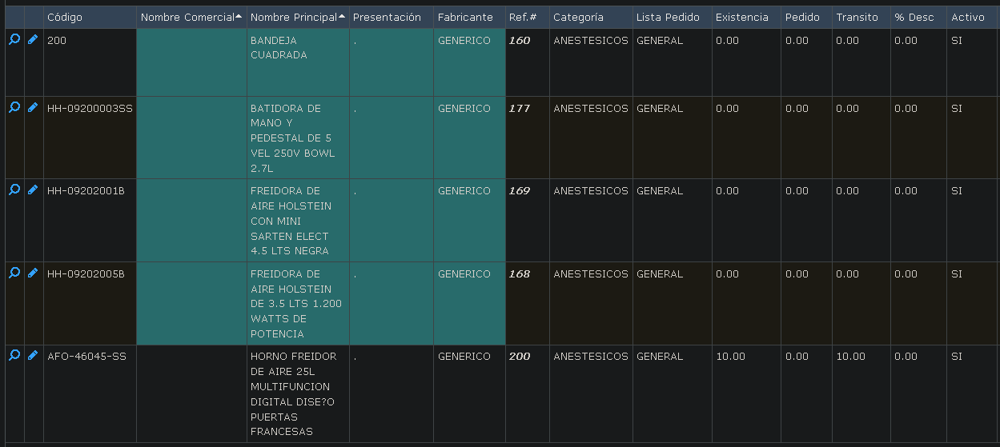 Código Nombre Comercial Nombre Principal Presentación Fabricante Ref.# Categoría Lista Pedido Existencia Pedido Transito % Desc Activo
200 BANDEJA . GENERICO 160 ANESTESICOS GENERAL 0.00 0.00 0.00 0.00 SI
CUADRADA
HH-09200003SS BATIDORA DE . GENERICO 177 ANESTESICOS GENERAL 0.00 0.00 0.00 0.00 SI
MANO Y
PEDESTAL DE 5
VEL 250V BOWL
2.7L
HH-09202001B FREIDORA DE . GENERICO 169 ANESTESICOS GENERAL 0.00 0.00 0.00 0.00 SI
AIRE HOLSTEIN
CON MINI
SARTEN ELECT
4.5 LTS NEGRA
HH-09202005B FREIDORA DE . GENERICO 168 ANESTESICOS GENERAL 0.00 0.00 0.00 0.00 SI
AIRE HOLSTEIN
DE 3.5 LTS 1.200
WATTS DE
POTENCIA
AFO-46045-SS HORNO FREIDOR . GENERICO 200 ANESTESICOS GENERAL 10.00 0.00 10.00 0.00 SI
DE AIRE 25L
MULTIFUNCION
DIGITAL DISE?O
PUERTAS
FRANCESAS